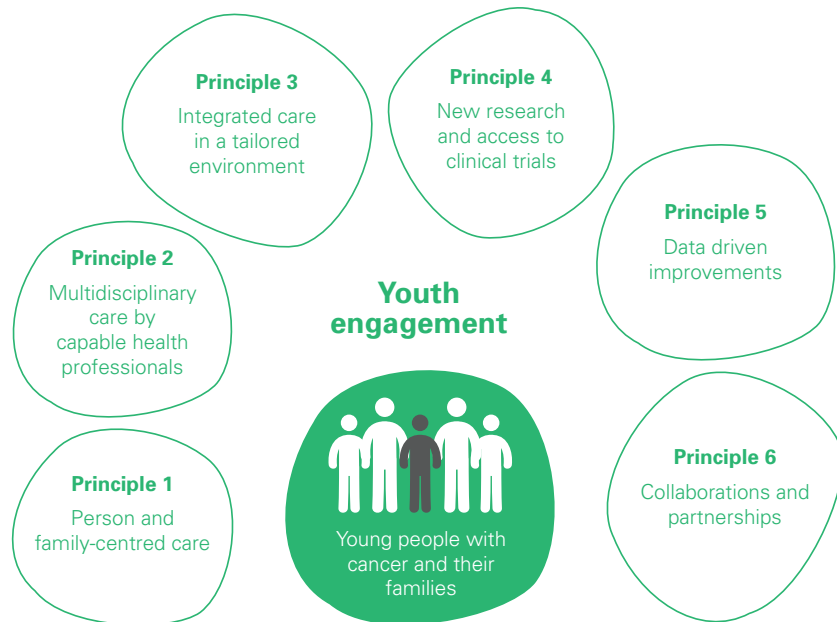 Principle 1
Person and
family-centred care
Principle 2
Multidisciplinary
care by
capable health
professionals
Principle 3
Integrated care
in a tailored
environment
Principle 4
New research
and access to
clinical trials
Principle 5
Data driven
improvements
Principle 6
Collaborations and
partnerships
Youth
engagement
Young people with
cancer and their
families